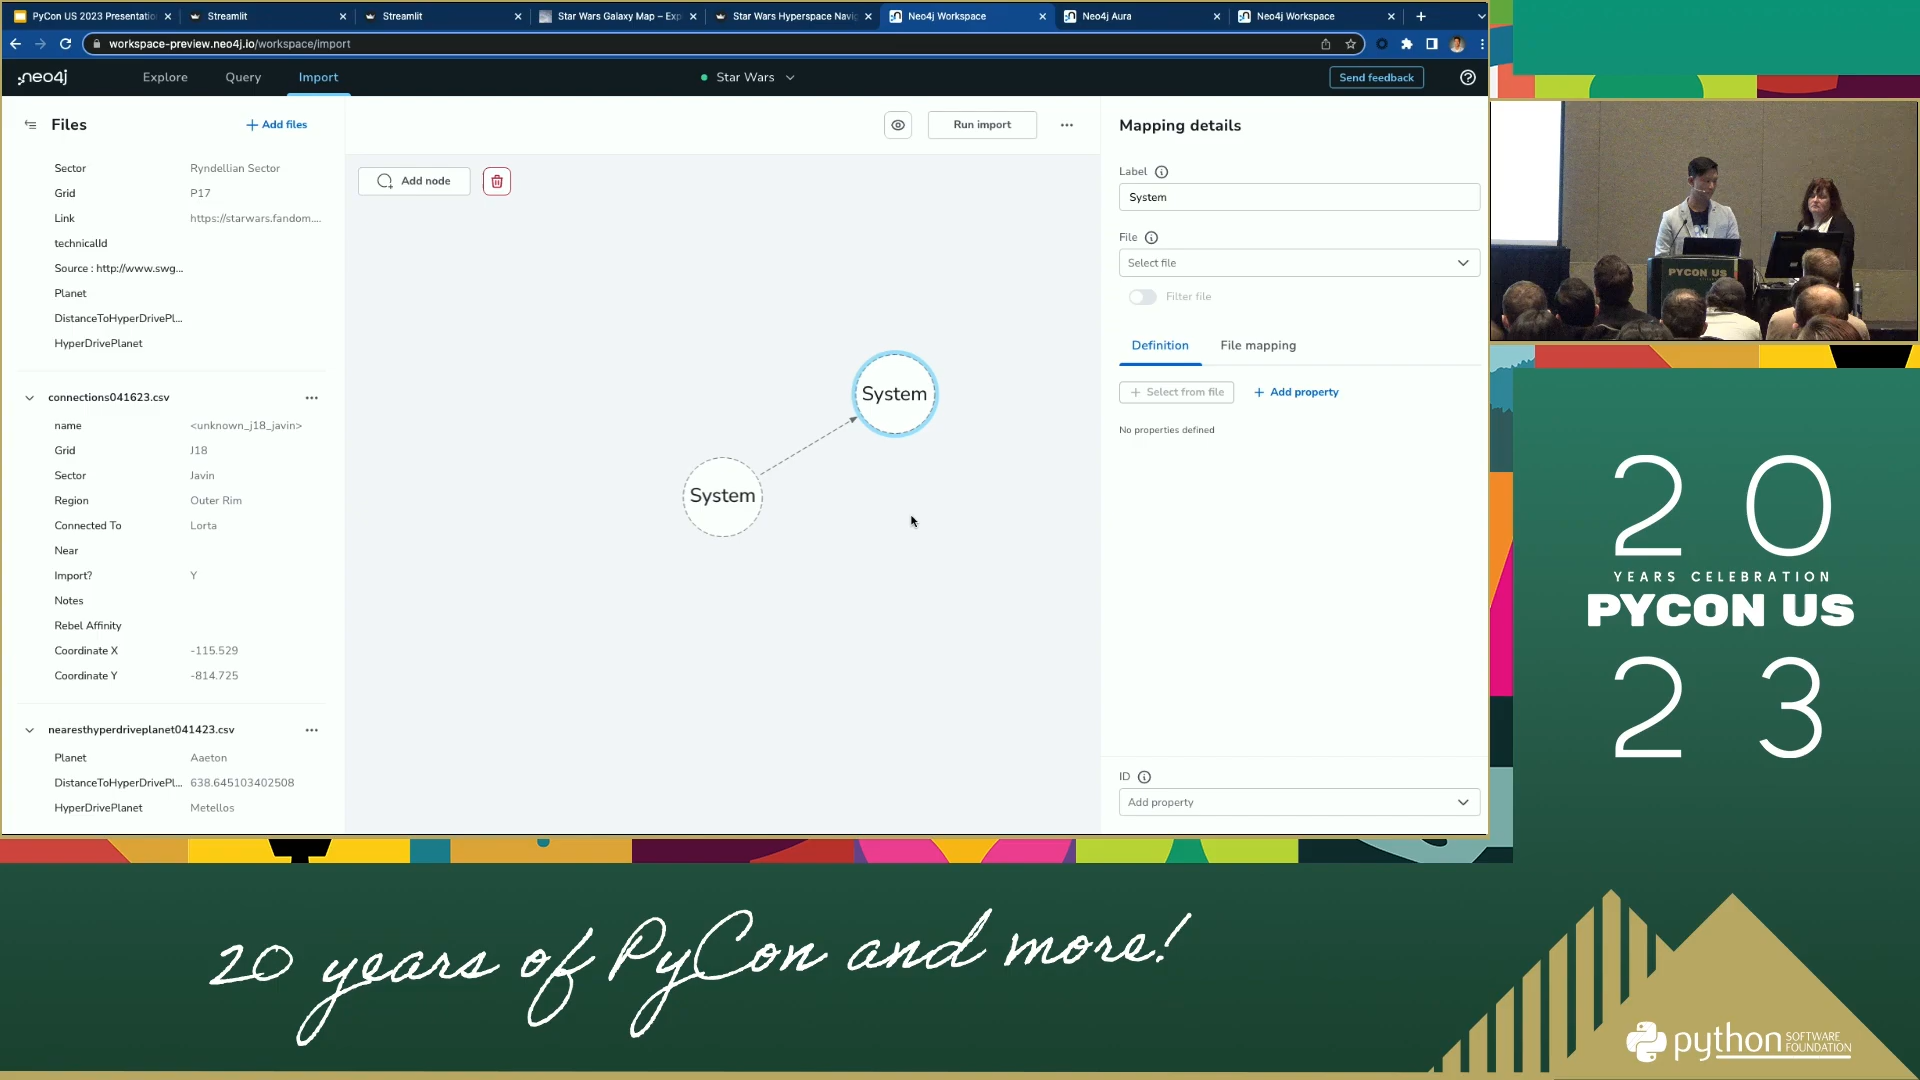 PyCon US 2023 Presentatio
Streamlit
Streamlit
Star Wars Galaxy Map – Exp
Star Wars Hyperspace Navi
Neo4j Workspace
Neo4j Aura
Neo4j Workspace
workspace-preview.neo4j.io/workspace/import
neo4j
Explore
Query
Import
Star Wars
Send feedback
Files
Add files
Sector Ryndellian Sector
Grid P17
Link https://starwars.fandom....
technicalId
Source : http://www.swg...
Planet
DistanceToHyperDrivePl...
HyperDrivePlanet
connections041623.csv
name <unknown_j18_javin>
Grid J18
Sector Javin
Region Outer Rim
Connected To Lorta
Near
Import? Y
Notes
Rebel Affinity
Coordinate X -115.529
Coordinate Y -814.725
nearesthyperdriveplanet041423.csv
Planet Aaeton
DistanceToHyperDrivePl... 638.645103402508
HyperDrivePlanet Metellos
Run import
Add node
System
System
Mapping details
Label
System
File
Select file
Filter file
Definition File mapping
+ Select from file + Add property
No properties defined
ID
Add property
PYCON US
20
YEARS CELEBRATION
PYCON US
23
20 years of PyCon and more!
python SOFTWARE
FOUNDATION